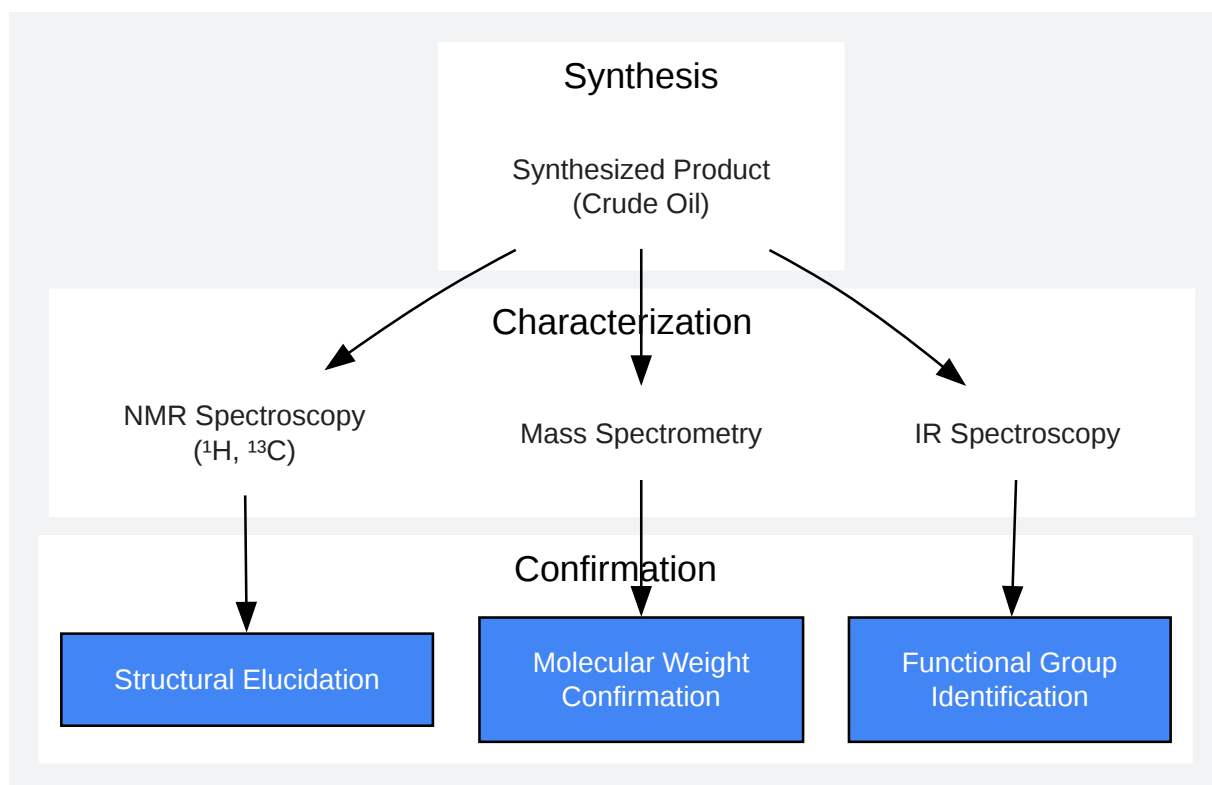 Synthesis
Synthesized Product
(Crude Oil)
Characterization
NMR Spectroscopy
(¹H, ¹³C)
Mass Spectrometry
IR Spectroscopy
Confirmation
Structural Elucidation
Molecular Weight
Confirmation
Functional Group
Identification